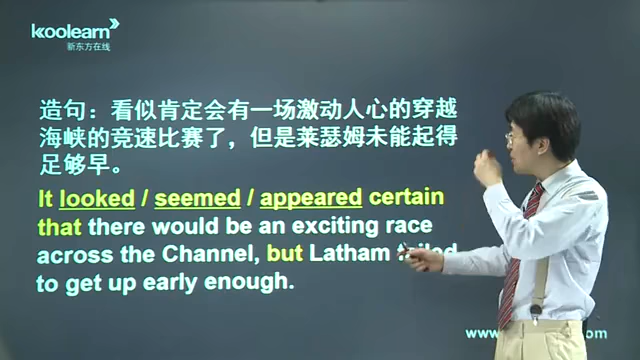 koolearn
新东方在线
造句：看似肯定会有一场激动人心的穿越
海峡的竞速比赛了，但是莱瑟姆未能起得
足够早。
It looked / seemed / appeared certain
that there would be an exciting race
across the Channel, but Latham
to get up early enough.